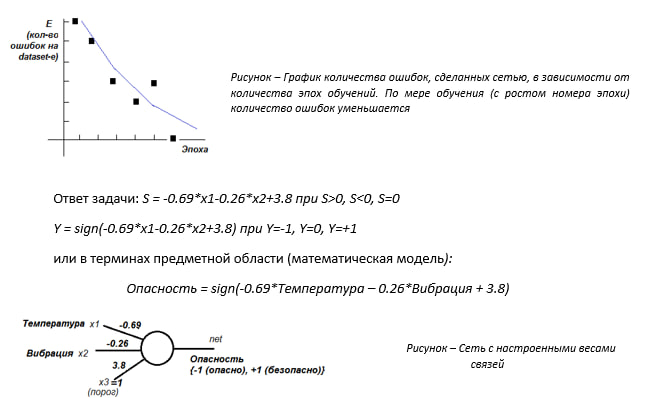 E
(кол-во
ошибок на
dataset-е)
Эпоха
Рисунок – График количества ошибок, сделанных сетью, в зависимости от
количества эпох обучений. По мере обучения (с ростом номера эпохи)
количество ошибок уменьшается
Ответ задачи: S = -0.69*x1-0.26*x2+3.8 при S>0, S<0, S=0
Y = sign(-0.69*x1-0.26*x2+3.8) при Y=-1, Y=0, Y=+1
или в терминах предметной области (математическая модель):
Опасность = sign(-0.69*Температура – 0.26*Вибрация + 3.8)
Температура x1
-0.69
Вибрация x2
-0.26
3.8
x3=1
(порог)
net
Опасность
{-1 (опасно), +1 (безопасно)}
Рисунок – Сеть с настроенными весами
связей